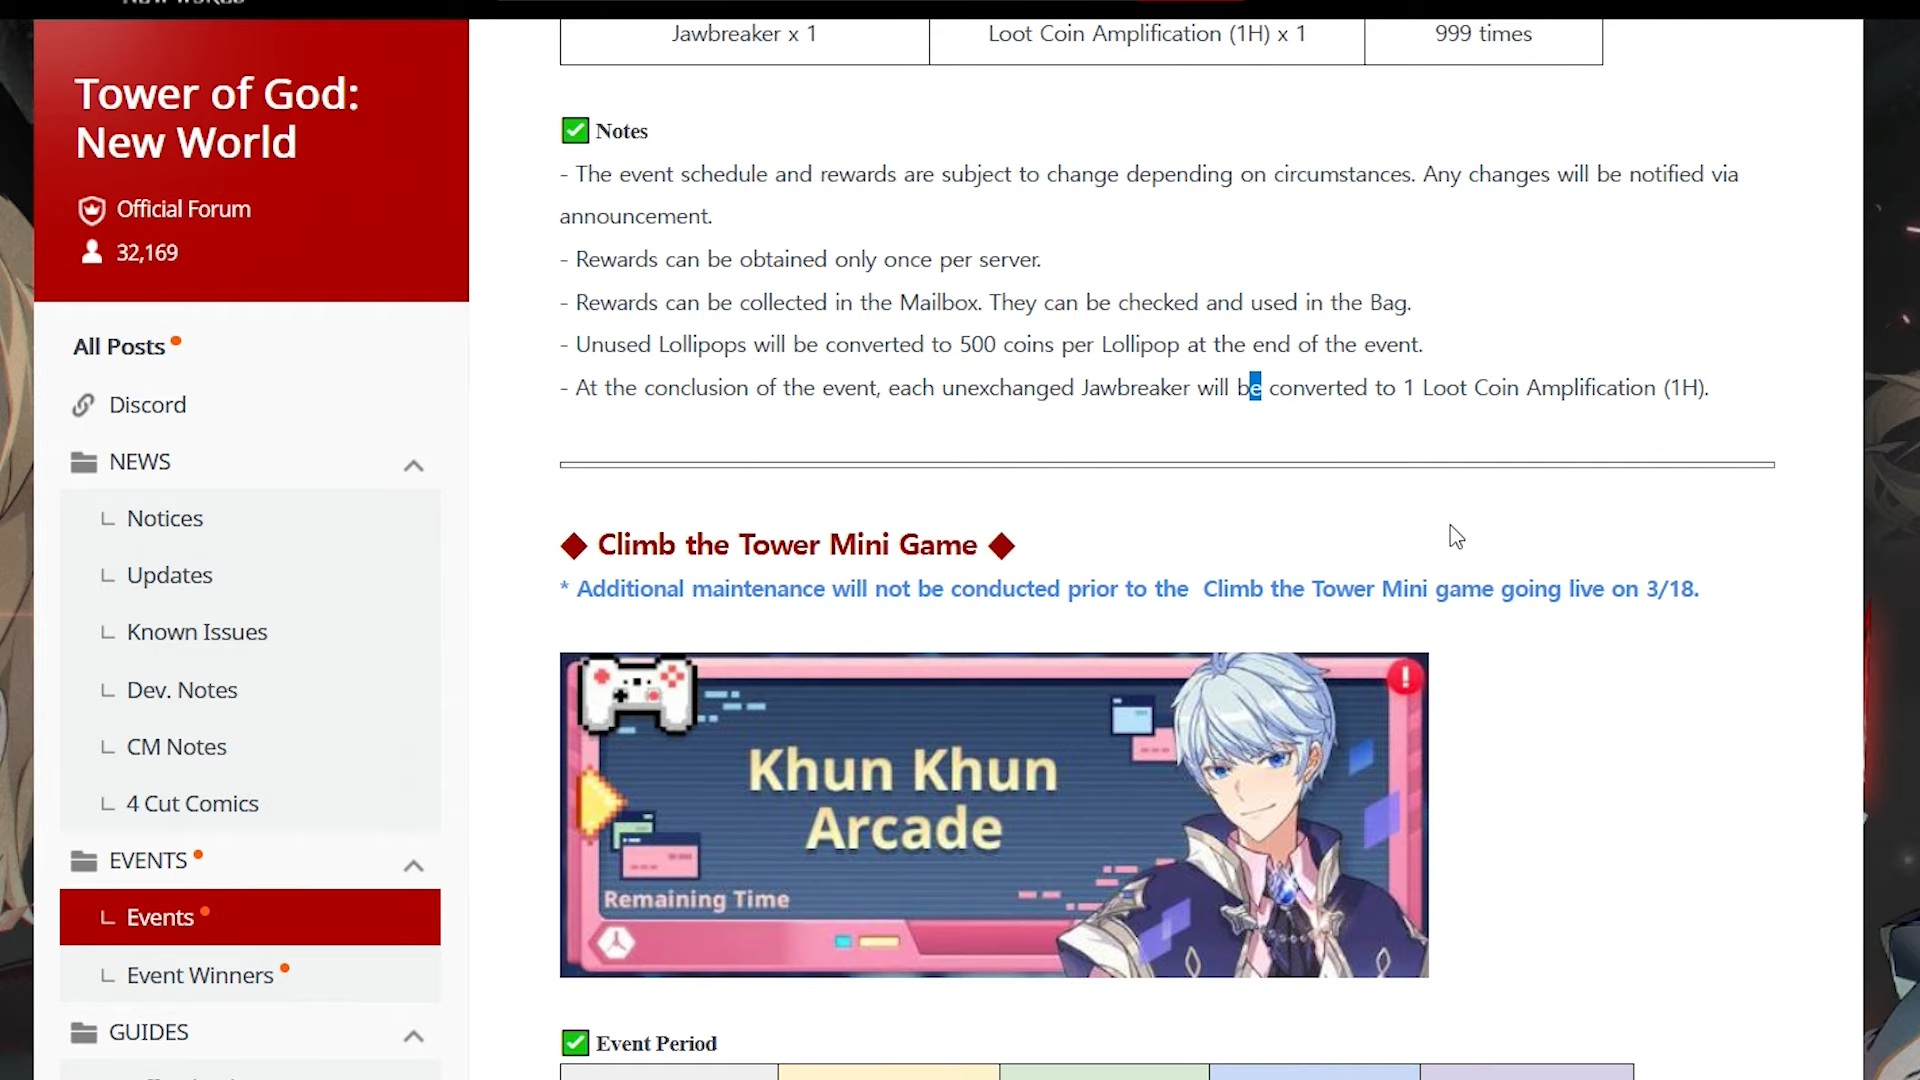 Jawbreaker x 1 Loot Coin Amplification (1H) x 1 999 times
Tower of God:
New World
Official Forum
32,169
All Posts
Discord
NEWS
Notices
Updates
Known Issues
Dev. Notes
CM Notes
4 Cut Comics
EVENTS
Events
Event Winners
GUIDES
Notes
- The event schedule and rewards are subject to change depending on circumstances. Any changes will be notified via
announcement.
- Rewards can be obtained only once per server.
- Rewards can be collected in the Mailbox. They can be checked and used in the Bag.
- Unused Lollipops will be converted to 500 coins per Lollipop at the end of the event.
- At the conclusion of the event, each unexchanged Jawbreaker will be converted to 1 Loot Coin Amplification (1H).
◆ Climb the Tower Mini Game ◆
* Additional maintenance will not be conducted prior to the Climb the Tower Mini game going live on 3/18.
Khun Khun
Arcade
Remaining Time
Event Period